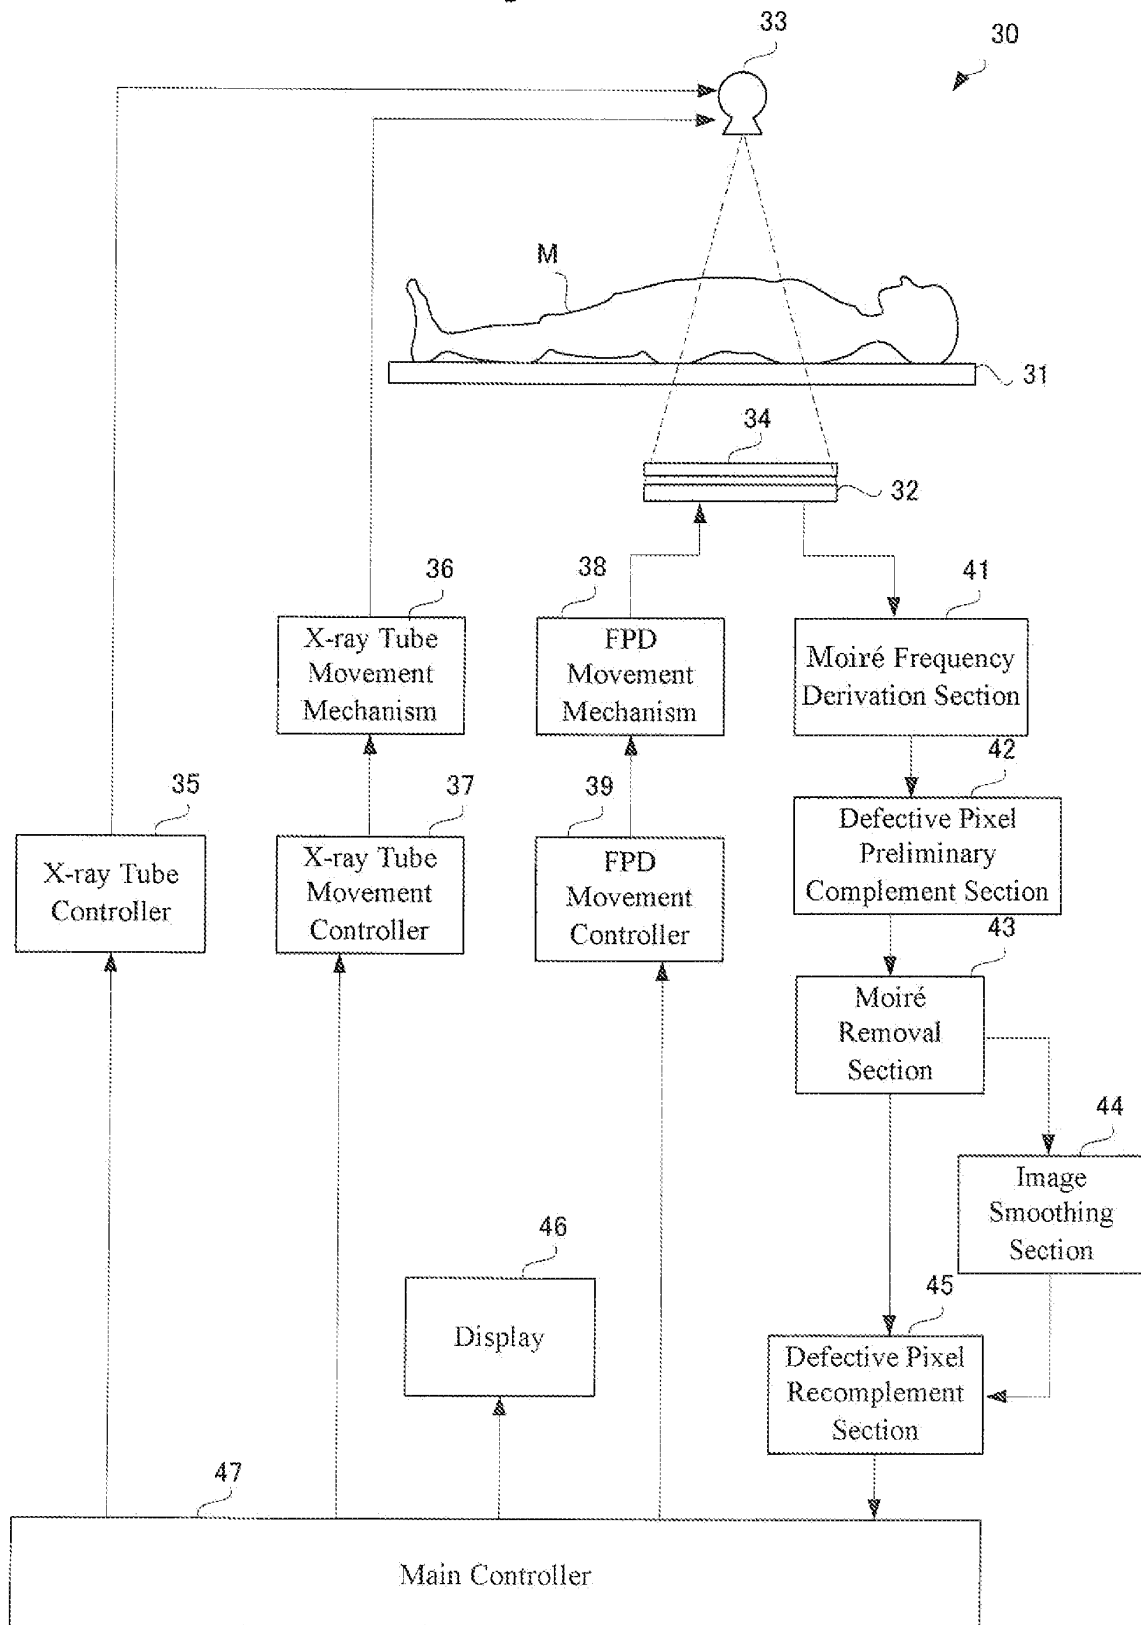 33
30
M
31
34
32
36
X-ray Tube
Movement
Mechanism
38
FPD
Movement
Mechanism
41
Moiré Frequency
Derivation Section
35
X-ray Tube
Controller
37
X-ray Tube
Movement
Controller
39
FPD
Movement
Controller
42
Defective Pixel
Preliminary
Complement Section
43
Moiré
Removal
Section
44
Image
Smoothing
Section
46
Display
45
Defective Pixel
Recomplement
Section
47
Main Controller